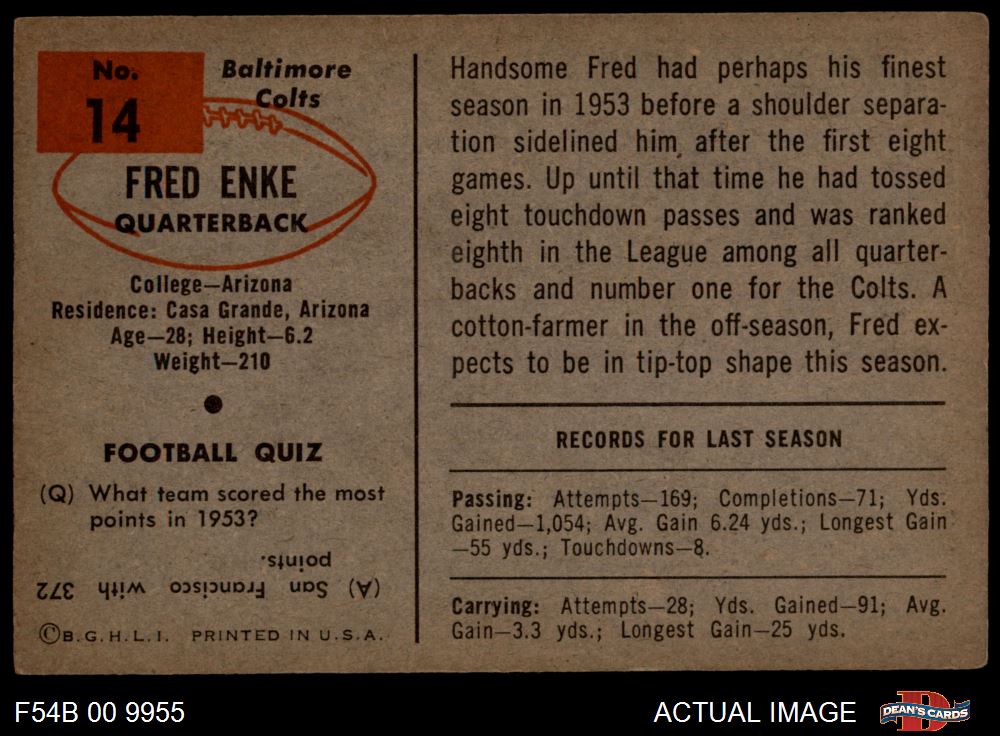 No.
14
Baltimore
Colts
FRED ENKE
QUARTERBACK
College—Arizona
Residence: Casa Grande, Arizona
Age—28; Height—6.2
Weight—210
FOOTBALL QUIZ
(Q) What team scored the most
points in 1953?
(A) San Francisco with 372
points.
©B.G.H.L.I. PRINTED IN U.S.A.
Handsome Fred had perhaps his finest
season in 1953 before a shoulder separa-
tion sidelined him after the first eight
games. Up until that time he had tossed
eight touchdown passes and was ranked
eighth in the League among all quarter-
backs and number one for the Colts. A
cotton-farmer in the off-season, Fred ex-
pects to be in tip-top shape this season.
RECORDS FOR LAST SEASON
Passing: Attempts—169; Completions—71; Yds.
Gained—1,054; Avg. Gain 6.24 yds.; Longest Gain
—55 yds.; Touchdowns—8.
Carrying: Attempts—28; Yds. Gained—91; Avg.
Gain—3.3 yds.; Longest Gain—25 yds.
F54B 00 9955
ACTUAL IMAGE
DEAN'S CARDS